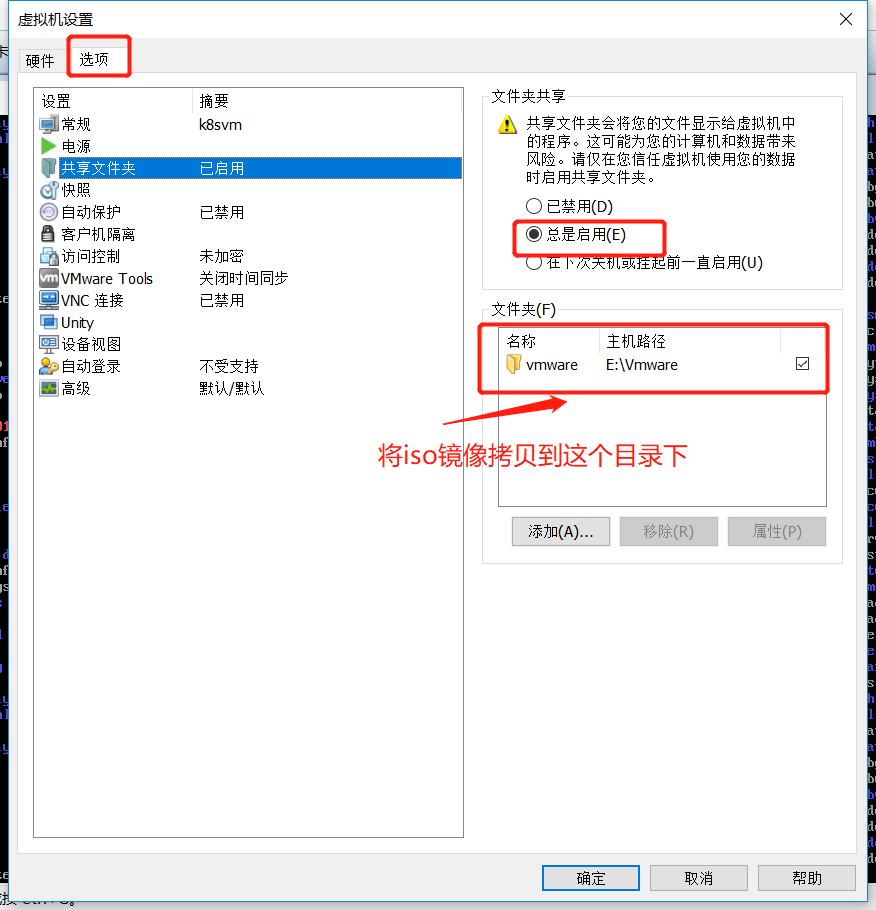 虚拟机设置
硬件 选项
设置 摘要
常规 k8svm
电源
共享文件夹 已启用
快照
自动保护 已禁用
客户机隔离
访问控制 未加密
VMware Tools 关闭时间同步
VNC 连接 已禁用
Unity
设备视图
自动登录 不受支持
高级 默认/默认
文件夹共享
共享文件夹会将您的文件显示给虚拟机中
的程序。这可能为您的计算机和数据带来
风险。请仅在您信任虚拟机使用您的数据
时启用共享文件夹。
已禁用(D)
总是启用(E)
在下次关机或挂起前一直启用(U)
文件夹(F)
名称 主机路径
vmware E:\Vmware
将iso镜像拷贝到这个目录下
添加(A)... 移除(R) 属性(P)
确定 取消 帮助